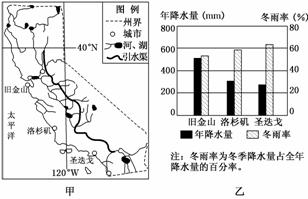 图 例
州界
城市
河、湖
引水渠
40°N
旧金山
太
平
洋
洛杉矶
圣迭戈
120°W
甲
年降水量(mm)
冬雨率(%)
800
600
400
200
0
80
60
40
20
0
旧金山 洛杉矶 圣迭戈
年降水量 冬雨率
注：冬雨率为冬季降水量占全年
降水量的百分率。
乙